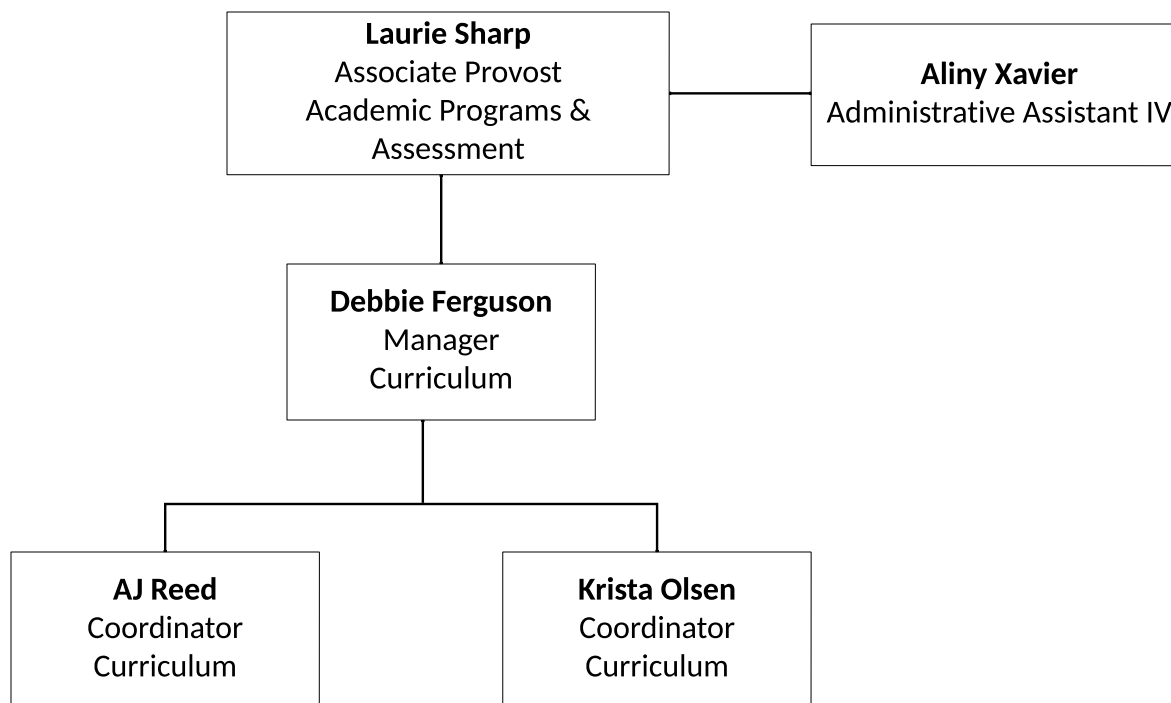 Laurie Sharp
Associate Provost
Academic Programs &
Assessment
Aliny Xavier
Administrative Assistant IV
Debbie Ferguson
Manager
Curriculum
AJ Reed
Coordinator
Curriculum
Krista Olsen
Coordinator
Curriculum